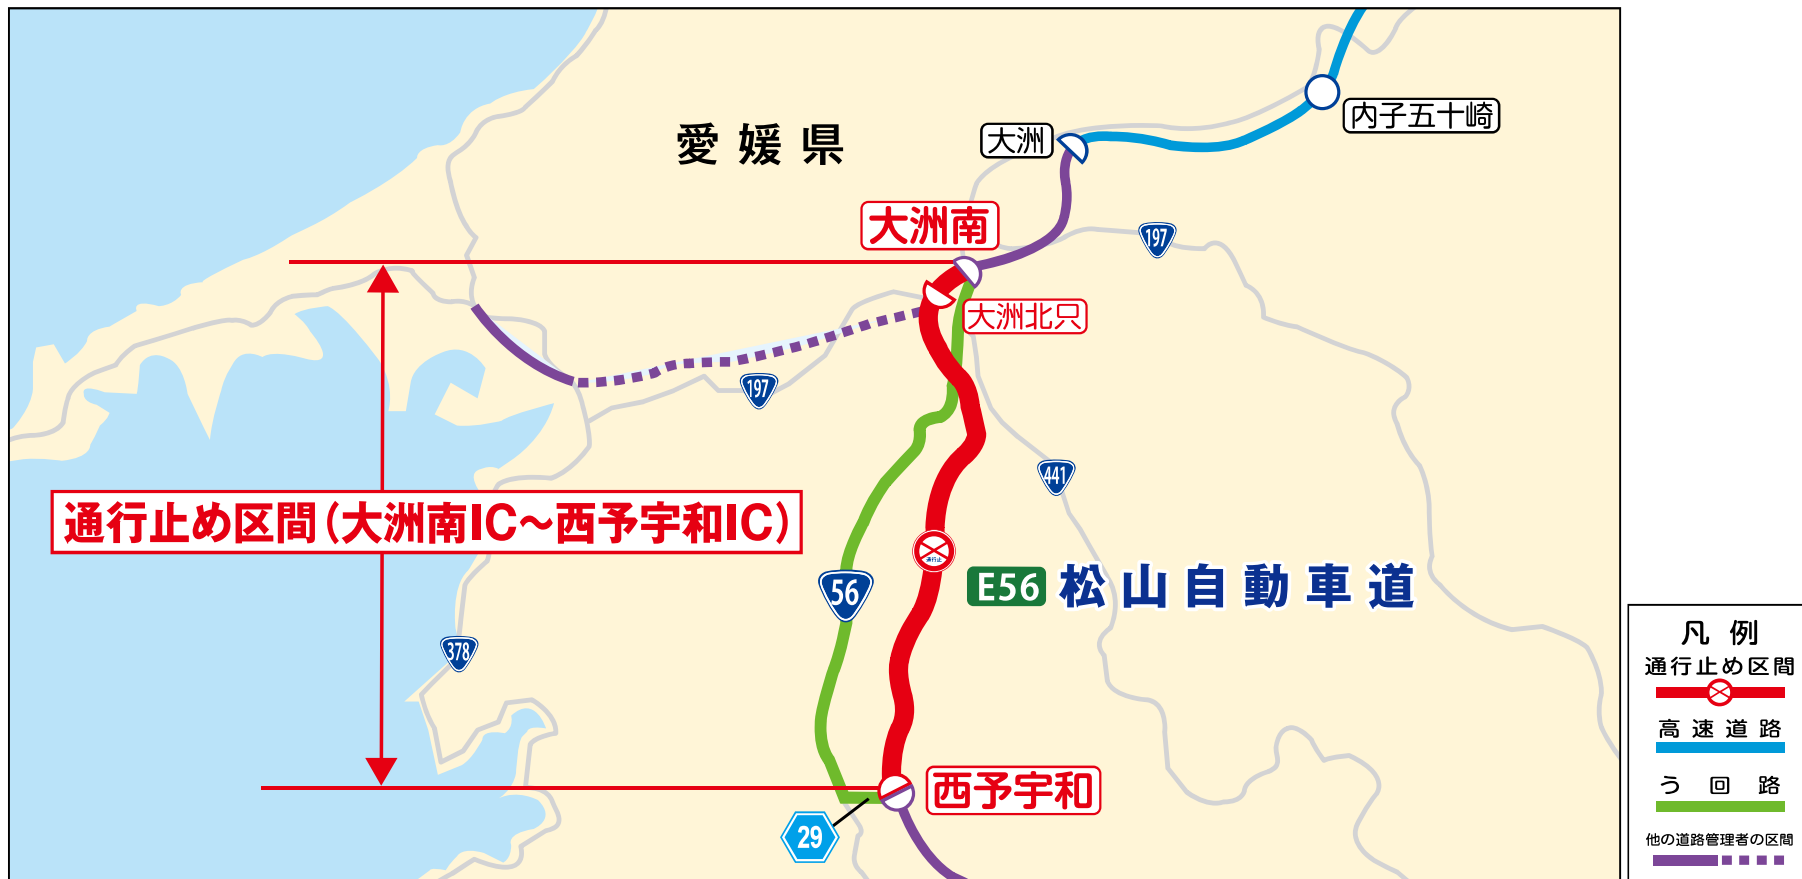 愛媛県
内子五十崎
大洲
大洲南
197
大洲北只
197
441
通行止め区間(大洲南IC~西予宇和IC)
通行止
E56 松山自動車道
56
378
西予宇和
29
凡例
通行止め区間
高速道路
う回路
他の道路管理者の区間